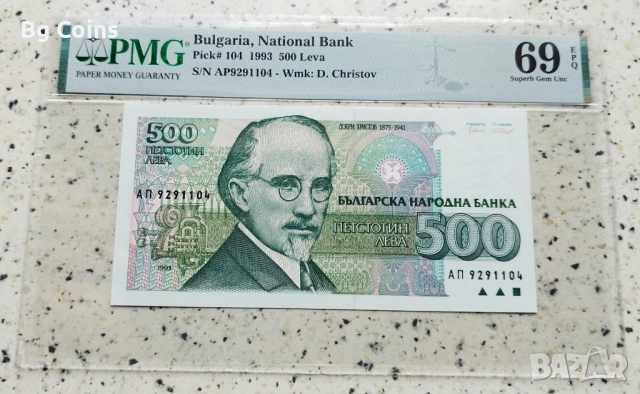 Bg Coins
PMG®
PAPER MONEY GUARANTY
Bulgaria, National Bank
Pick# 104 1993 500 Leva
S/N AP9291104 - Wmk: D. Christov
69 EPQ
Superb Gem Unc
500
ПЕТСТОТИН
ЛЕВА
АП 9291104
1993
ДОБРИ ХРИСТОВ 1875-1941
БЪЛГАРСКА НАРОДНА БАНКА
ПЕТСТОТИН
ЛЕВА
500
АП 9291104
BAZAR